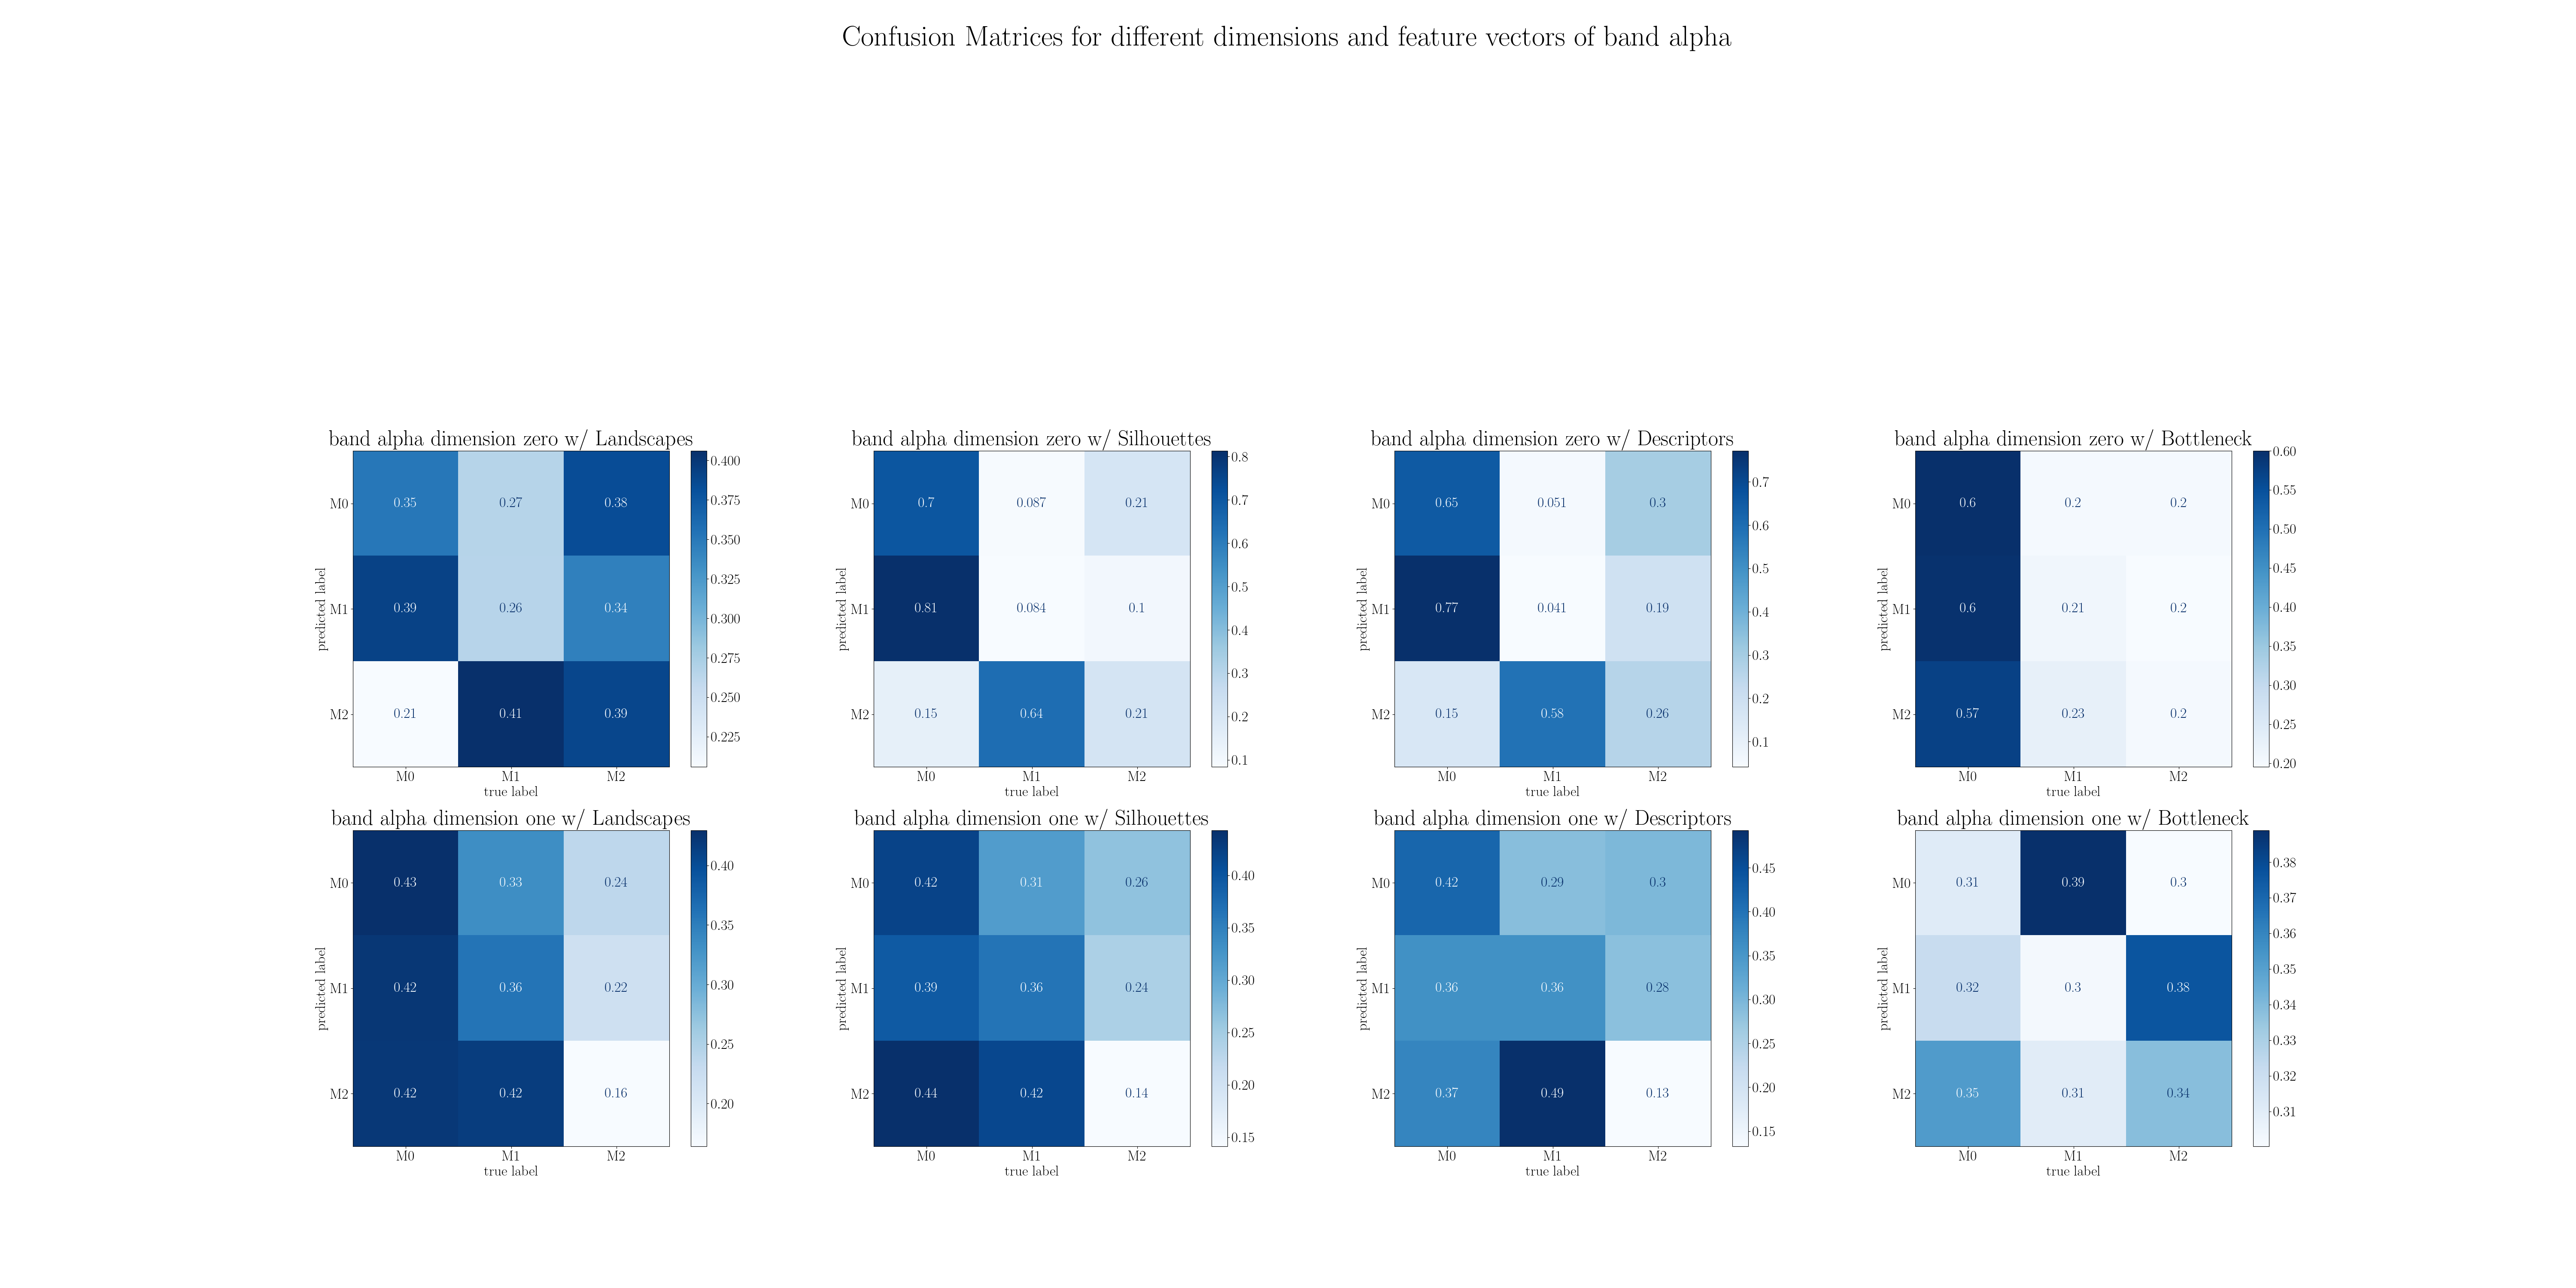 Confusion Matrices for different dimensions and feature vectors of band alpha
band alpha dimension zero w/ Landscapes
M0 0.35 0.27 0.38
M1 0.39 0.26 0.34
M2 0.21 0.41 0.39
M0 M1 M2
true label
predicted label
0.400
0.375
0.350
0.325
0.300
0.275
0.250
0.225
band alpha dimension zero w/ Silhouettes
M0 0.7 0.087 0.21
M1 0.81 0.084 0.1
M2 0.15 0.64 0.21
M0 M1 M2
true label
predicted label
0.8
0.7
0.6
0.5
0.4
0.3
0.2
0.1
band alpha dimension zero w/ Descriptors
M0 0.65 0.051 0.3
M1 0.77 0.041 0.19
M2 0.15 0.58 0.26
M0 M1 M2
true label
predicted label
0.7
0.6
0.5
0.4
0.3
0.2
0.1
band alpha dimension zero w/ Bottleneck
M0 0.6 0.2 0.2
M1 0.6 0.21 0.2
M2 0.57 0.23 0.2
M0 M1 M2
true label
predicted label
0.60
0.55
0.50
0.45
0.40
0.35
0.30
0.25
0.20
band alpha dimension one w/ Landscapes
M0 0.43 0.33 0.24
M1 0.42 0.36 0.22
M2 0.42 0.42 0.16
M0 M1 M2
true label
predicted label
0.40
0.35
0.30
0.25
0.20
band alpha dimension one w/ Silhouettes
M0 0.42 0.31 0.26
M1 0.39 0.36 0.24
M2 0.44 0.42 0.14
M0 M1 M2
true label
predicted label
0.40
0.35
0.30
0.25
0.20
0.15
band alpha dimension one w/ Descriptors
M0 0.42 0.29 0.3
M1 0.36 0.36 0.28
M2 0.37 0.49 0.13
M0 M1 M2
true label
predicted label
0.45
0.40
0.35
0.30
0.25
0.20
0.15
band alpha dimension one w/ Bottleneck
M0 0.31 0.39 0.3
M1 0.32 0.3 0.38
M2 0.35 0.31 0.34
M0 M1 M2
true label
predicted label
0.38
0.37
0.36
0.35
0.34
0.33
0.32
0.31